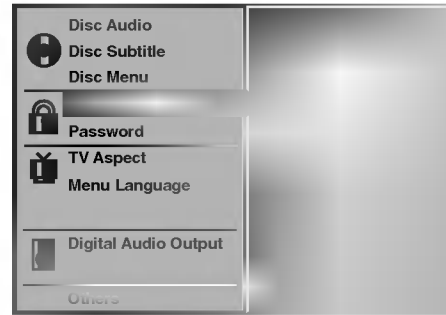 Disc Audio
Disc Subtitle
Disc Menu
Password
TV Aspect
Menu Language
Digital Audio Output
Others